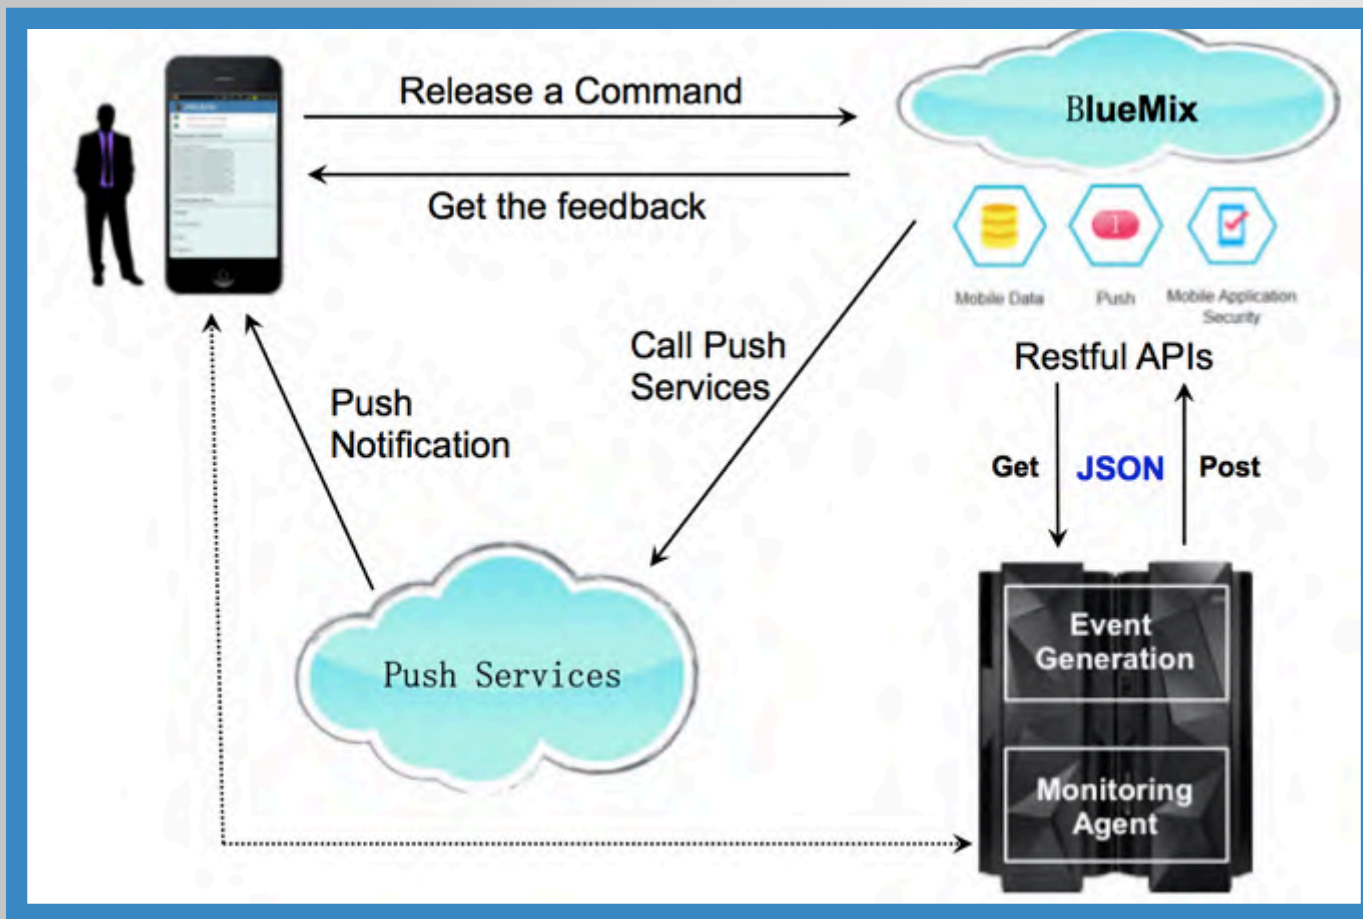 Release a Command
BlueMix
Get the feedback
Mobile Data
Push
Mobile Application
Security
Call Push
Services
Restful APIs
Push
Notification
Get
JSON
Post
Event
Generation
Push Services
Monitoring
Agent